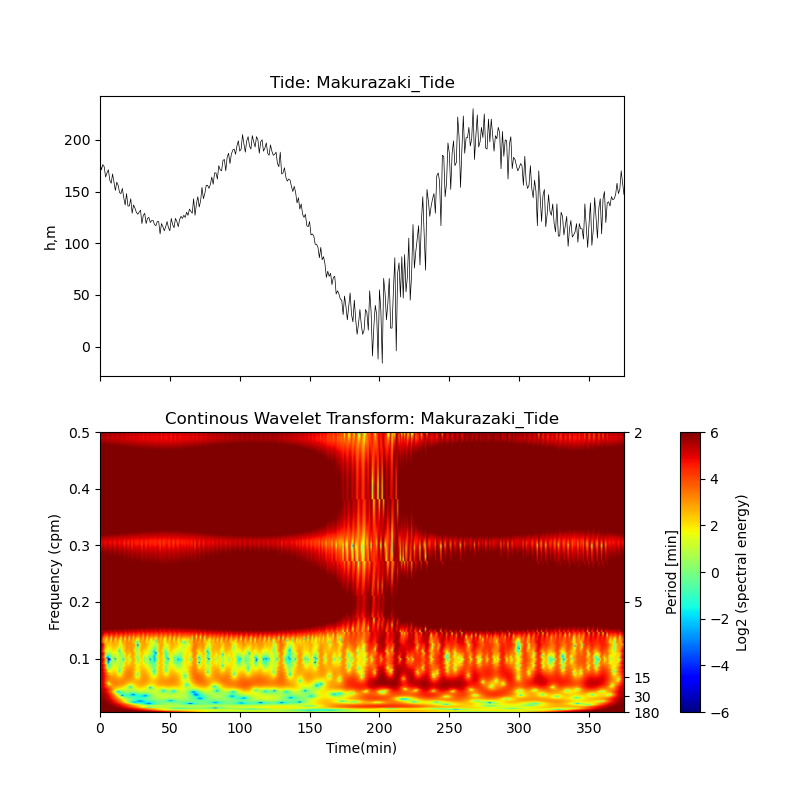 Tide: Makurazaki_Tide
200
150
100
50
0
h,m
Continous Wavelet Transform: Makurazaki_Tide
0.5
0.4
0.3
0.2
0.1
Frequency (cpm)
0 50 100 150 200 250 300 350
Time(min)
2
5
15
30
180
Period [min]
6
4
2
0
−2
−4
−6
Log2 (spectral energy)